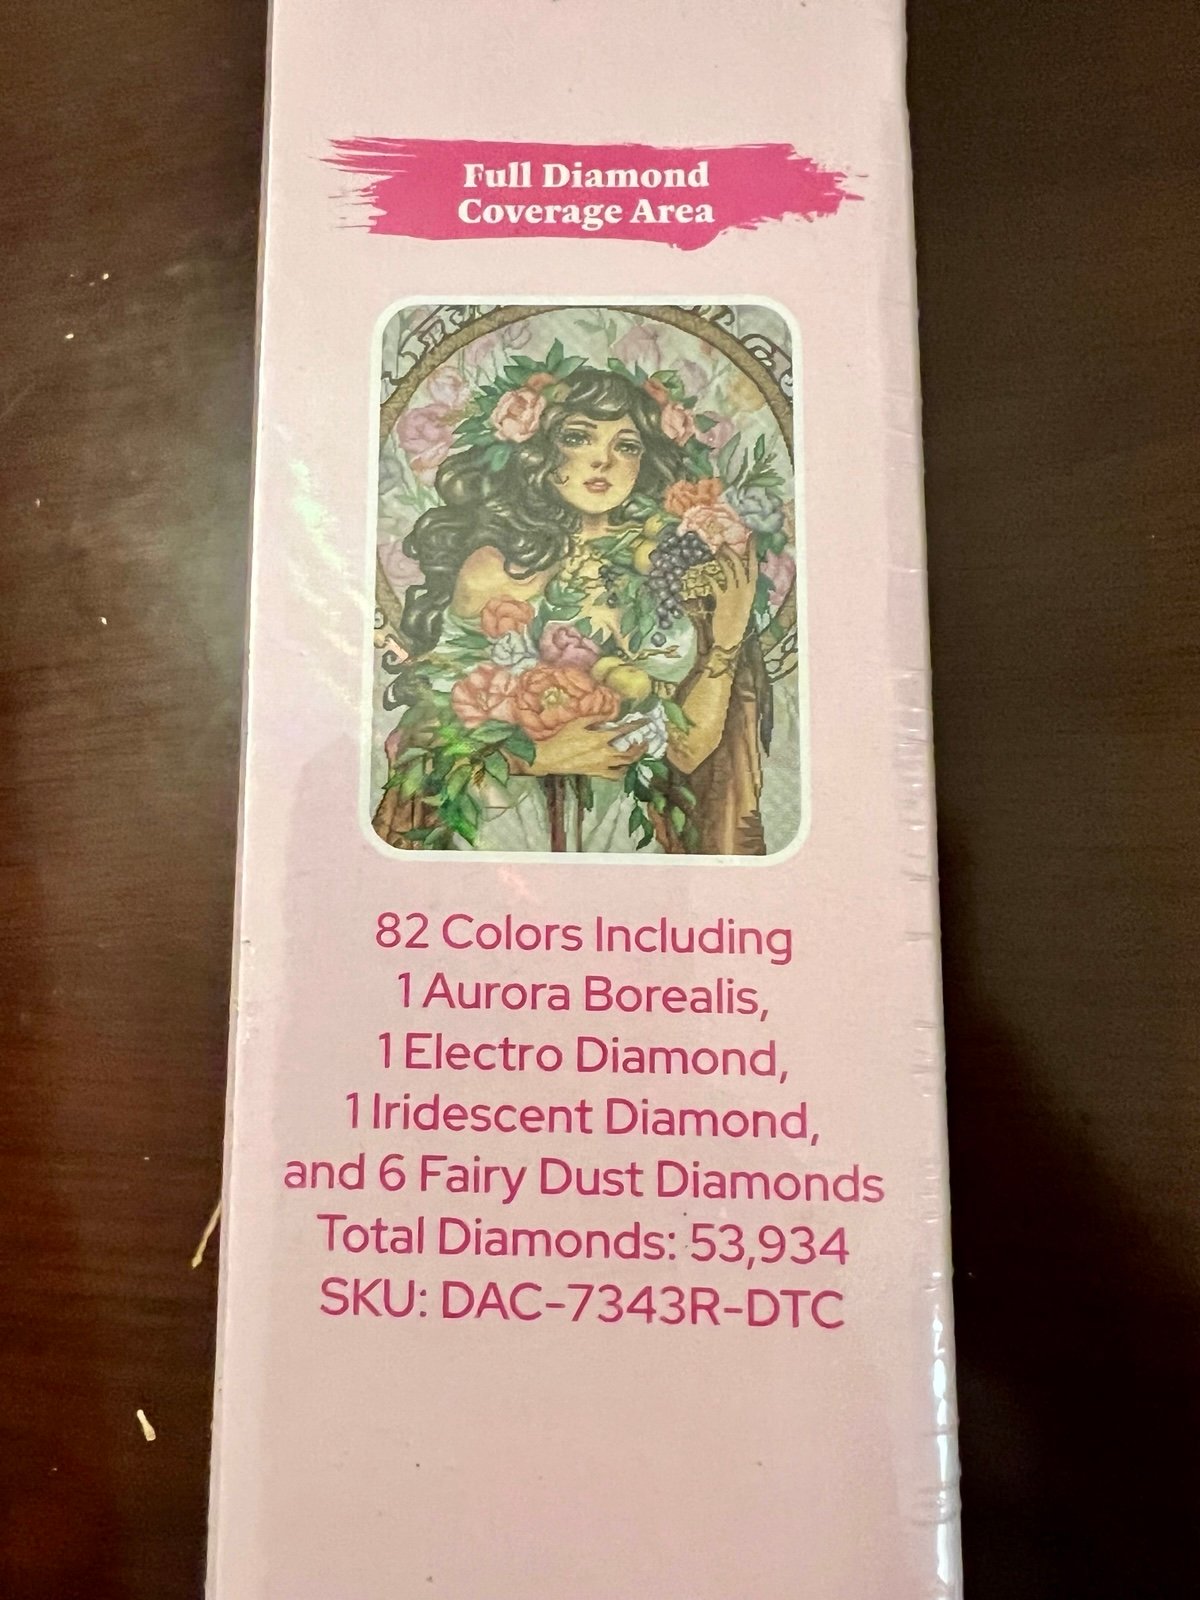 Full Diamond
Coverage Area
82 Colors Including
1 Aurora Borealis,
1 Electro Diamond,
1 Iridescent Diamond,
and 6 Fairy Dust Diamonds
Total Diamonds: 53,934
SKU: DAC-7343R-DTC